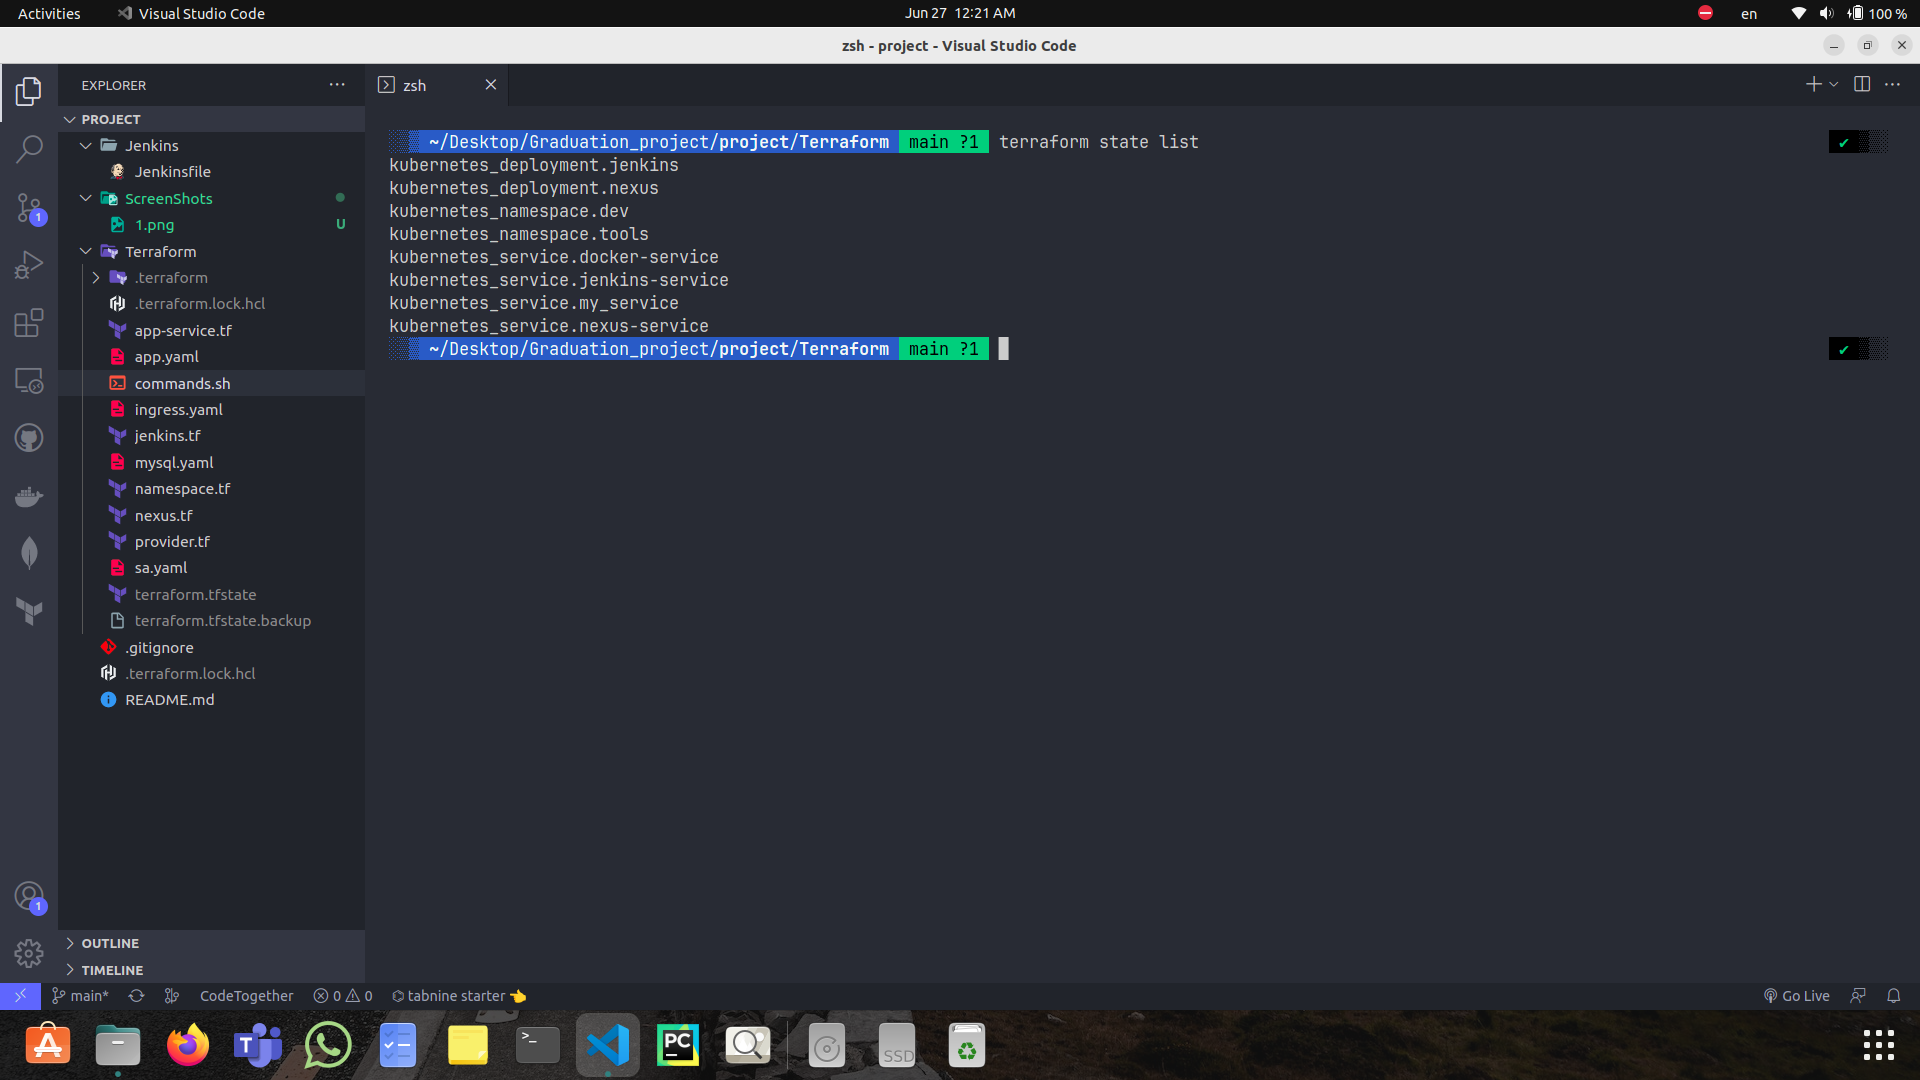 Activities
Visual Studio Code
Jun 27 12:21 AM
en
100 %
zsh - project - Visual Studio Code
EXPLORER
zsh
PROJECT
Jenkins
Jenkinsfile
ScreenShots
1.png U
Terraform
.terraform
.terraform.lock.hcl
app-service.tf
app.yaml
commands.sh
ingress.yaml
jenkins.tf
mysql.yaml
namespace.tf
nexus.tf
provider.tf
sa.yaml
terraform.tfstate
terraform.tfstate.backup
.gitignore
.terraform.lock.hcl
README.md
1
1
OUTLINE
TIMELINE
~/Desktop/Graduation_project/project/Terraform main ?1 terraform state list ✔
kubernetes_deployment.jenkins
kubernetes_deployment.nexus
kubernetes_namespace.dev
kubernetes_namespace.tools
kubernetes_service.docker-service
kubernetes_service.jenkins-service
kubernetes_service.my_service
kubernetes_service.nexus-service
~/Desktop/Graduation_project/project/Terraform main ?1 ✔
main* CodeTogether 0 0 tabnine starter Go Live
T
>_
PC
SSD